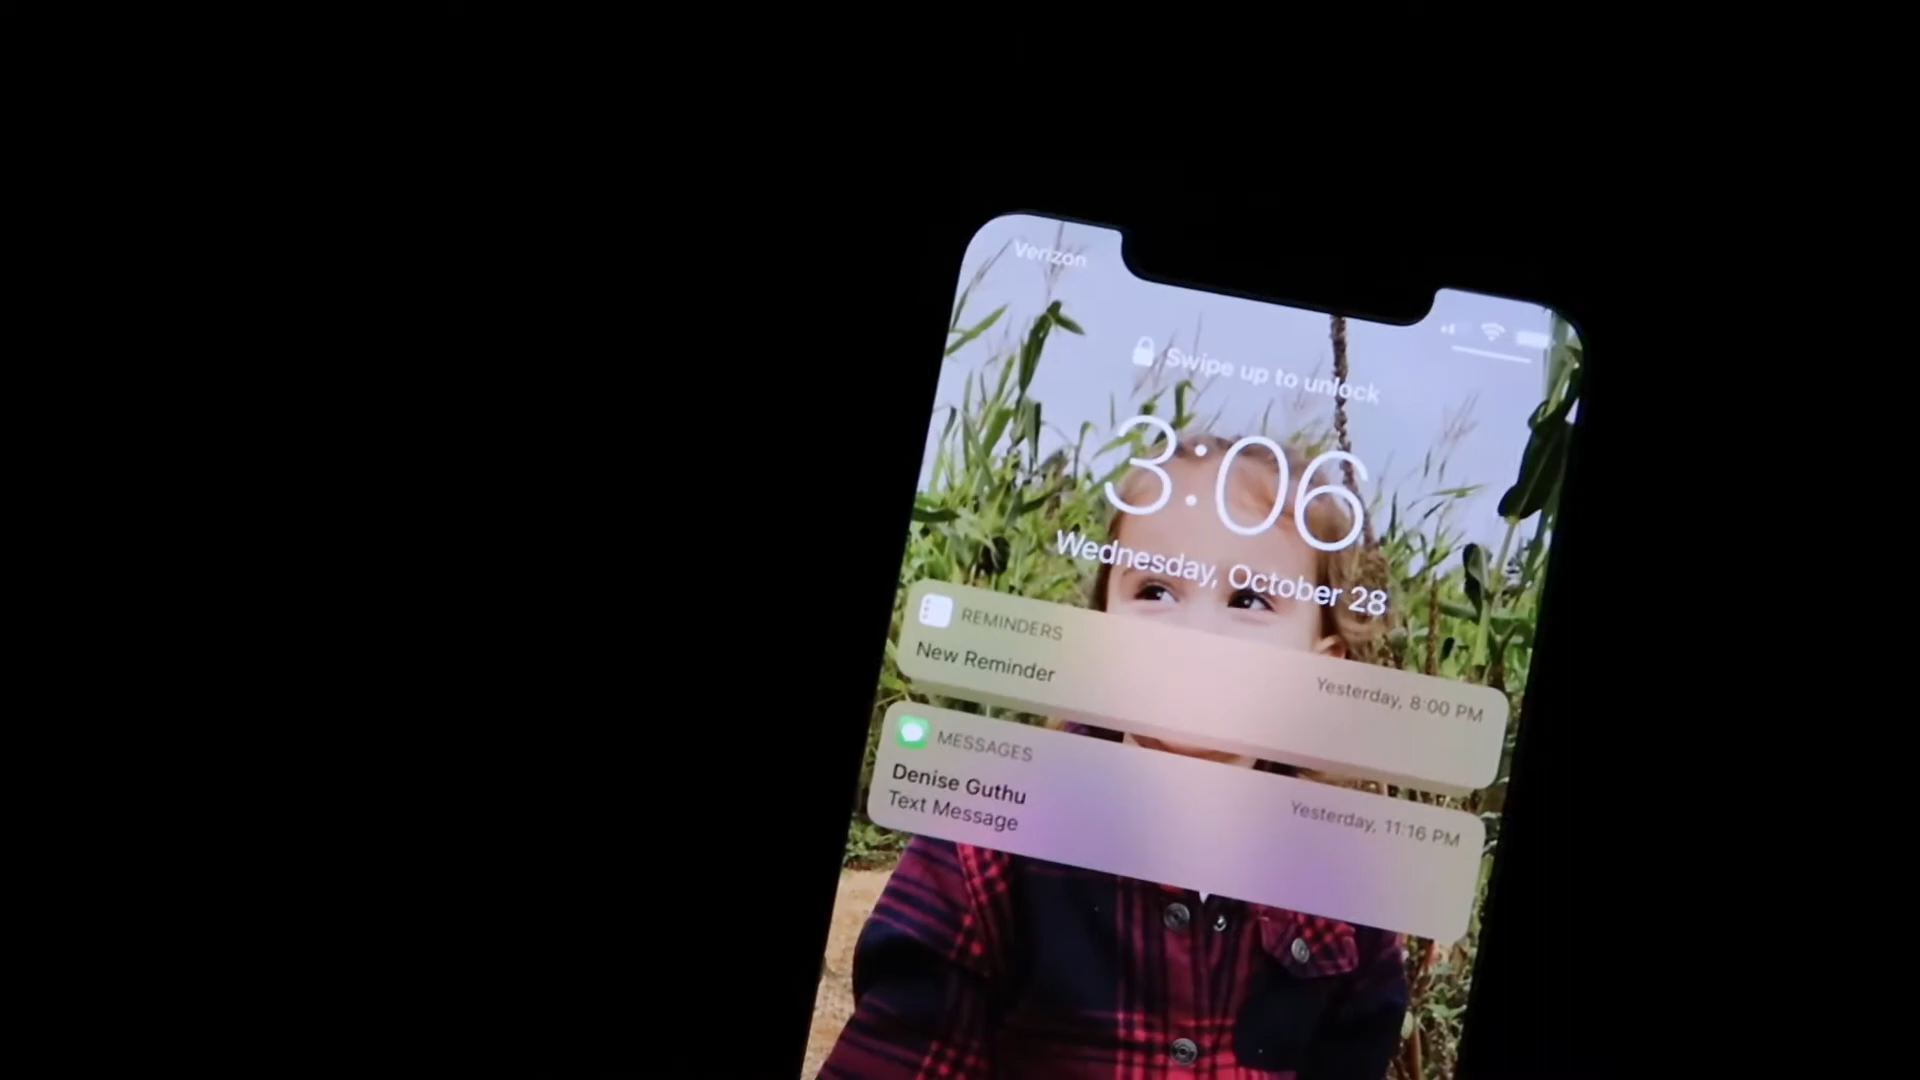 Verizon
Swipe up to unlock
3:06
Wednesday, October 28
REMINDERS
New Reminder
Yesterday, 8:00 PM
MESSAGES
Denise Guthu
Yesterday, 11:16 PM
Text Message